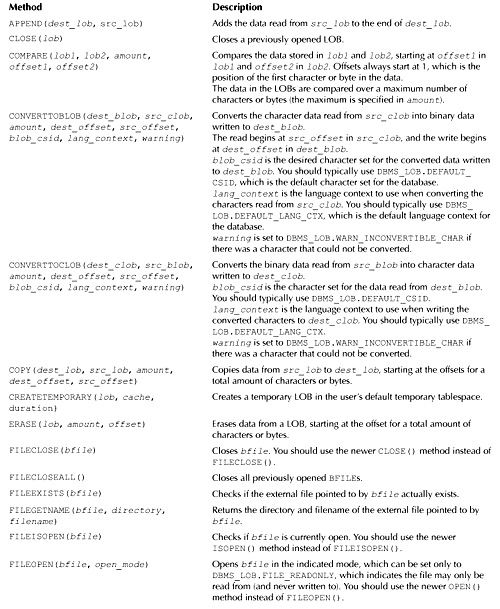 Method Description
APPEND(dest_lob, src_lob) Adds the data read from src_lob to the end of dest_lob.
CLOSE(lob) Closes a previously opened LOB.
COMPARE(lob1, lob2, amount, Compares the data stored in lob1 and lob2, starting at offset1 in
offset1, offset2) lob1 and offset2 in lob2. Offsets always start at 1, which is the
position of the first character or byte in the data.
The data in the LOBs are compared over a maximum number of
characters or bytes (the maximum is specified in amount).
CONVERTTOBLOB(dest_blob, src_clob, Converts the character data read from src_clob into binary data
amount, dest_offset, src_offset, written to dest_blob.
blob_csid, lang_context, warning) The read begins at src_offset in src_clob, and the write begins
at dest_offset in dest_blob.
blob_csid is the desired character set for the converted data written
to dest_blob. You should typically use DBMS_LOB.DEFAULT_
CSID, which is the default character set for the database.
lang_context is the language context to use when converting the
characters read from src_clob. You should typically use DBMS_
LOB.DEFAULT_LANG_CTX, which is the default language context for
the database.
warning is set to DBMS_LOB.WARN_INCONVERTIBLE_CHAR if
there was a character that could not be converted.
CONVERTTOCLOB(dest_clob, src_blob, Converts the binary data read from src_blob into character data
amount, dest_offset, src_offset, written to dest_clob.
blob_csid, lang_context, warning) blob_csid is the character set for the data read from dest_blob.
You should typically use DBMS_LOB.DEFAULT_CSID.
lang_context is the language context to use when writing the
converted characters to dest_clob. You should typically use DBMS_
LOB.DEFAULT_LANG_CTX.
warning is set to DBMS_LOB.WARN_INCONVERTIBLE_CHAR if
there was a character that could not be converted.
COPY(dest_lob, src_lob, amount, Copies data from src_lob to dest_lob, starting at the offsets for a
dest_offset, src_offset) total amount of characters or bytes.
CREATETEMPORARY(lob, cache, Creates a temporary LOB in the user's default temporary tablespace.
duration)
ERASE(lob, amount, offset) Erases data from a LOB, starting at the offset for a total amount of
characters or bytes.
FILECLOSE(bfile) Closes bfile. You should use the newer CLOSE() method instead of
FILECLOSE().
FILECLOSEALL() Closes all previously opened BFILEs.
FILEEXISTS(bfile) Checks if the external file pointed to by bfile actually exists.
FILEGETNAME(bfile, directory, Returns the directory and filename of the external file pointed to by
filename) bfile.
FILEISOPEN(bfile) Checks if bfile is currently open. You should use the newer
ISOPEN() method instead of FILEISOPEN().
FILEOPEN(bfile, open_mode) Opens bfile in the indicated mode, which can be set only to
DBMS_LOB.FILE_READONLY, which indicates the file may only be
read from (and never written to). You should use the newer OPEN()
method instead of FILEOPEN().